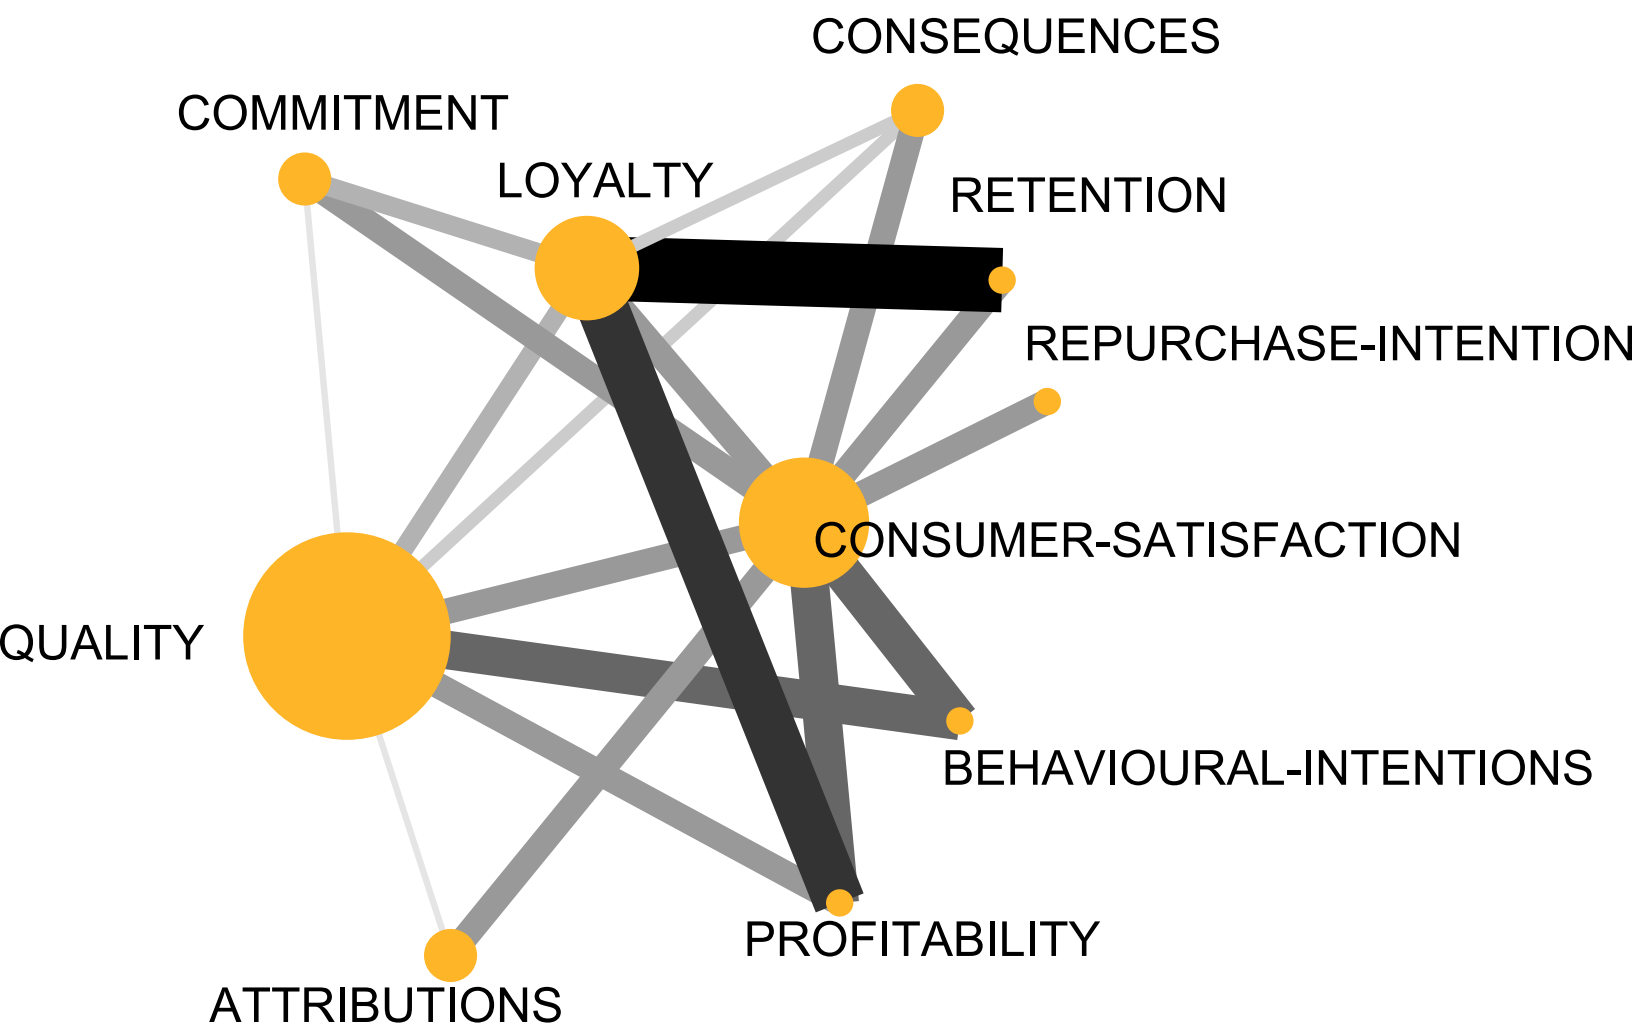 CONSEQUENCES
COMMITMENT
LOYALTY
RETENTION
REPURCHASE-INTENTION
CONSUMER-SATISFACTION
QUALITY
BEHAVIOURAL-INTENTIONS
PROFITABILITY
ATTRIBUTIONS